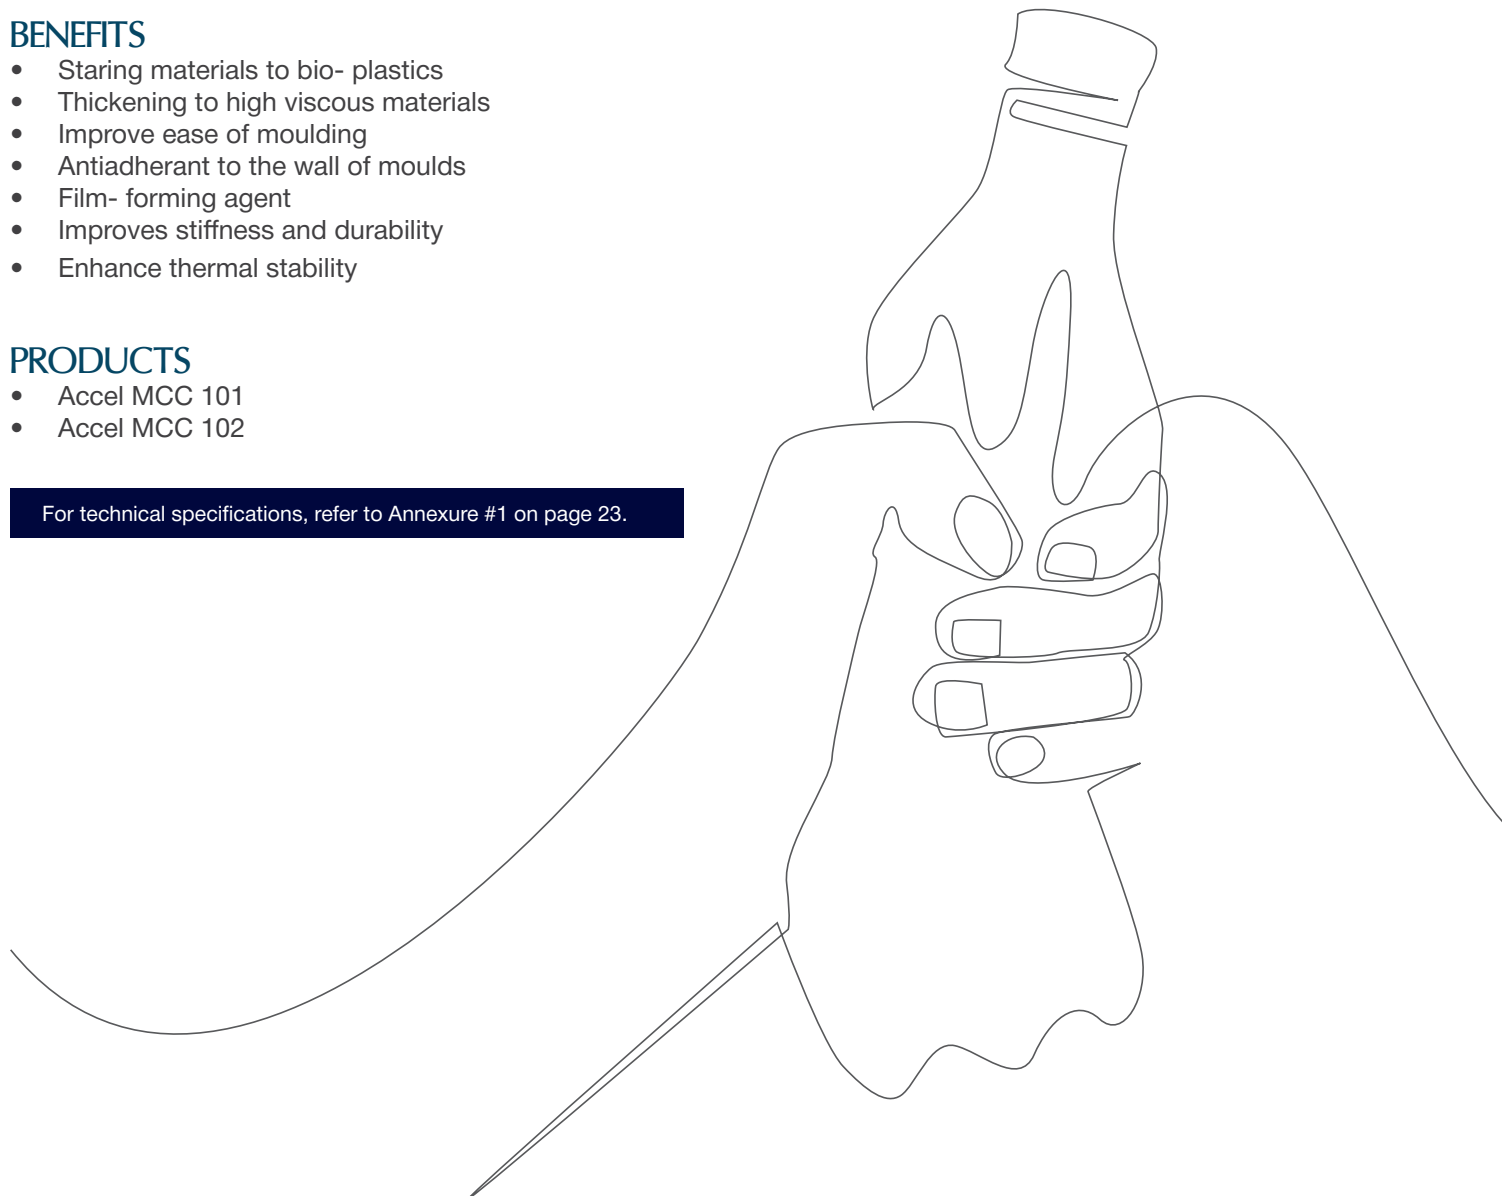 BENEFITS
• Staring materials to bio- plastics
• Thickening to high viscous materials
• Improve ease of moulding
• Antiadherant to the wall of moulds
• Film- forming agent
• Improves stiffness and durability
• Enhance thermal stability
PRODUCTS
• Accel MCC 101
• Accel MCC 102
For technical specifications, refer to Annexure #1 on page 23.